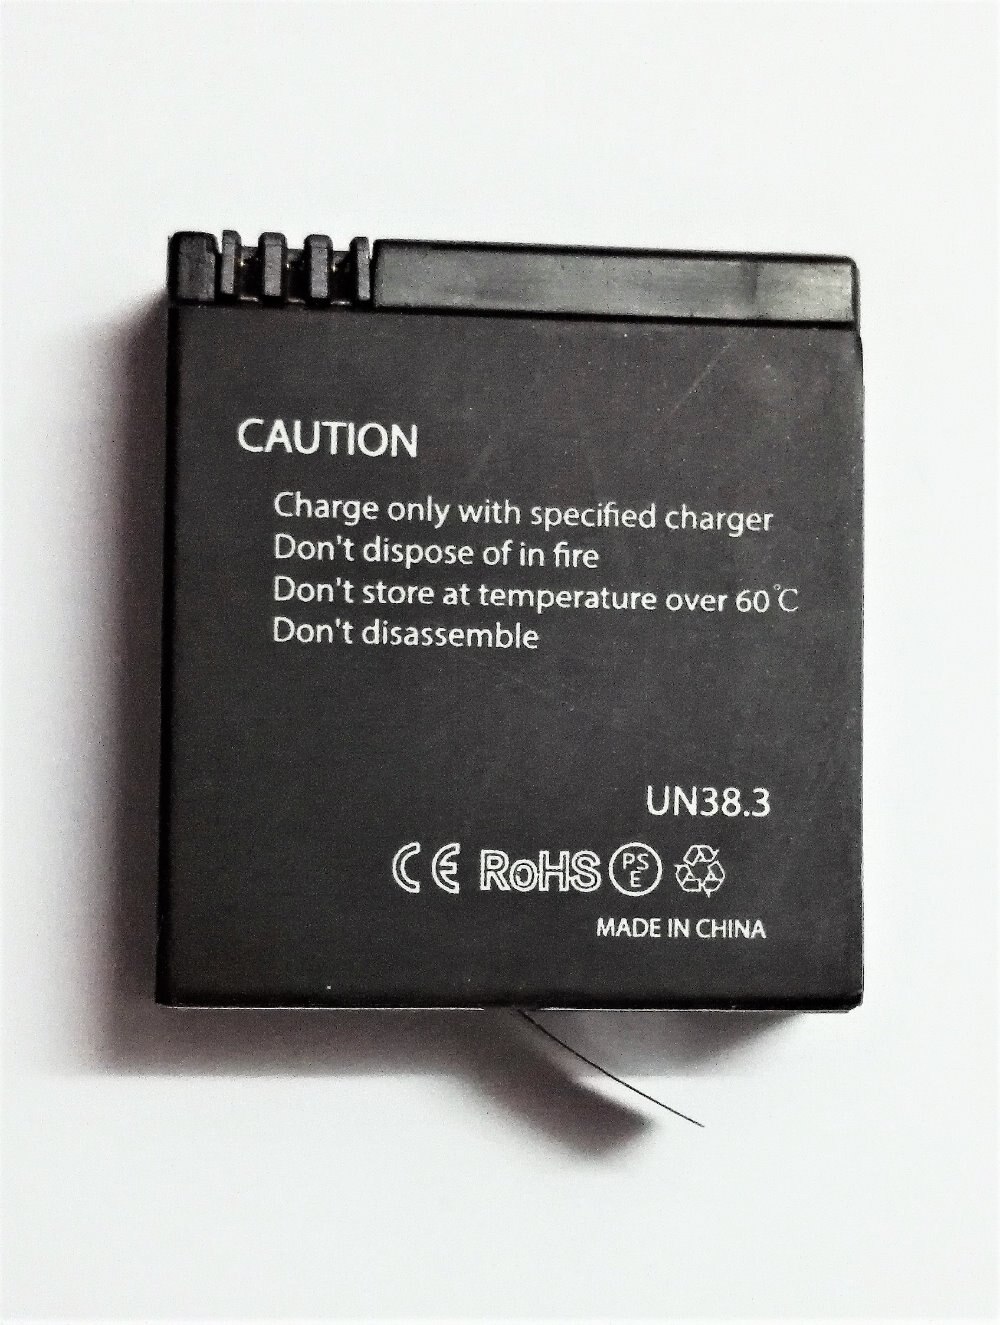 CAUTION
Charge only with specified charger
Don't dispose of in fire
Don't store at temperature over 60℃
Don't disassemble
UN38.3
CE RoHS PS E
MADE IN CHINA